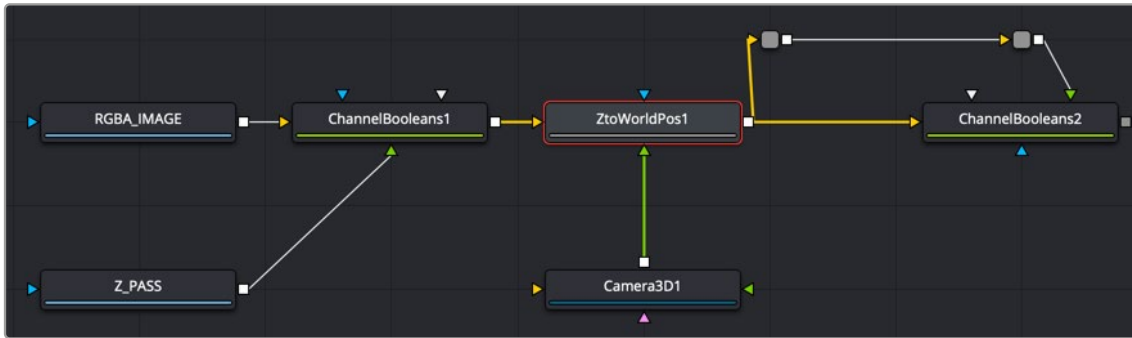 RGBA_IMAGE
ChannelBooleans1
ZtoWorldPos1
ChannelBooleans2
Z_PASS
Camera3D1